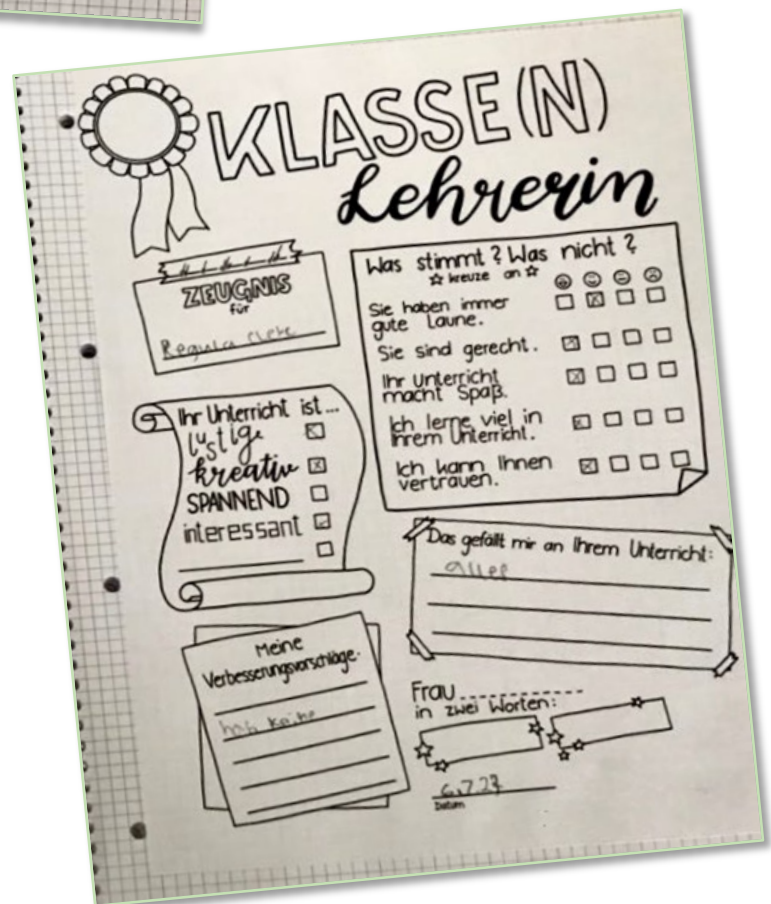 KLASSE(N)
Lehrerin
ZEUGNIS
für
Regula
Was stimmt? Was nicht?
☆ kreuze an ☆
Sie haben immer
gute Laune.
Sie sind gerecht.
Ihr Unterricht
macht Spaß.
Ich lerne viel in
Ihrem Unterricht.
Ich kann Ihnen
vertrauen.
Ihr Unterricht ist...
lustig
kreativ
SPANNEND
interessant
Das gefällt mir an Ihrem Unterricht:
alles
Meine
Verbesserungsvorschläge:
hab keine
Frau
in zwei Worten:
6.7.23
Datum